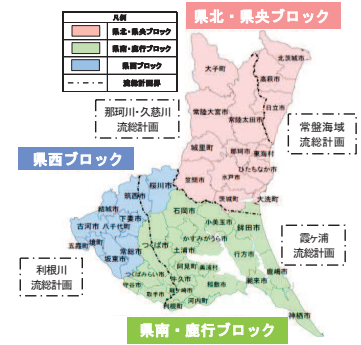 凡例
県北・県央ブロック
県南・鹿行ブロック
県西ブロック
流総計画界
県北・県央ブロック
北茨城市
大子町
高萩市
日立市
常陸大宮市
常陸太田市
那珂川・久慈川
流総計画
常盤海域
流総計画
城里町
那珂市
東海村
ひたちなか市
水戸市
笠間市
茨城町
大洗町
県西ブロック
桜川市
筑西市
結城市
下妻市
古河市
八千代町
五霞町
境町
坂東市
常総市
つくば市
石岡市
小美玉市
かすみがうら市
鉾田市
土浦市
行方市
つくばみらい市
阿見町
美浦村
牛久市
守谷市
取手市
龍ヶ崎市
稲敷市
利根町
河内町
潮来市
鹿嶋市
神栖市
霞ヶ浦
流総計画
利根川
流総計画
県南・鹿行ブロック